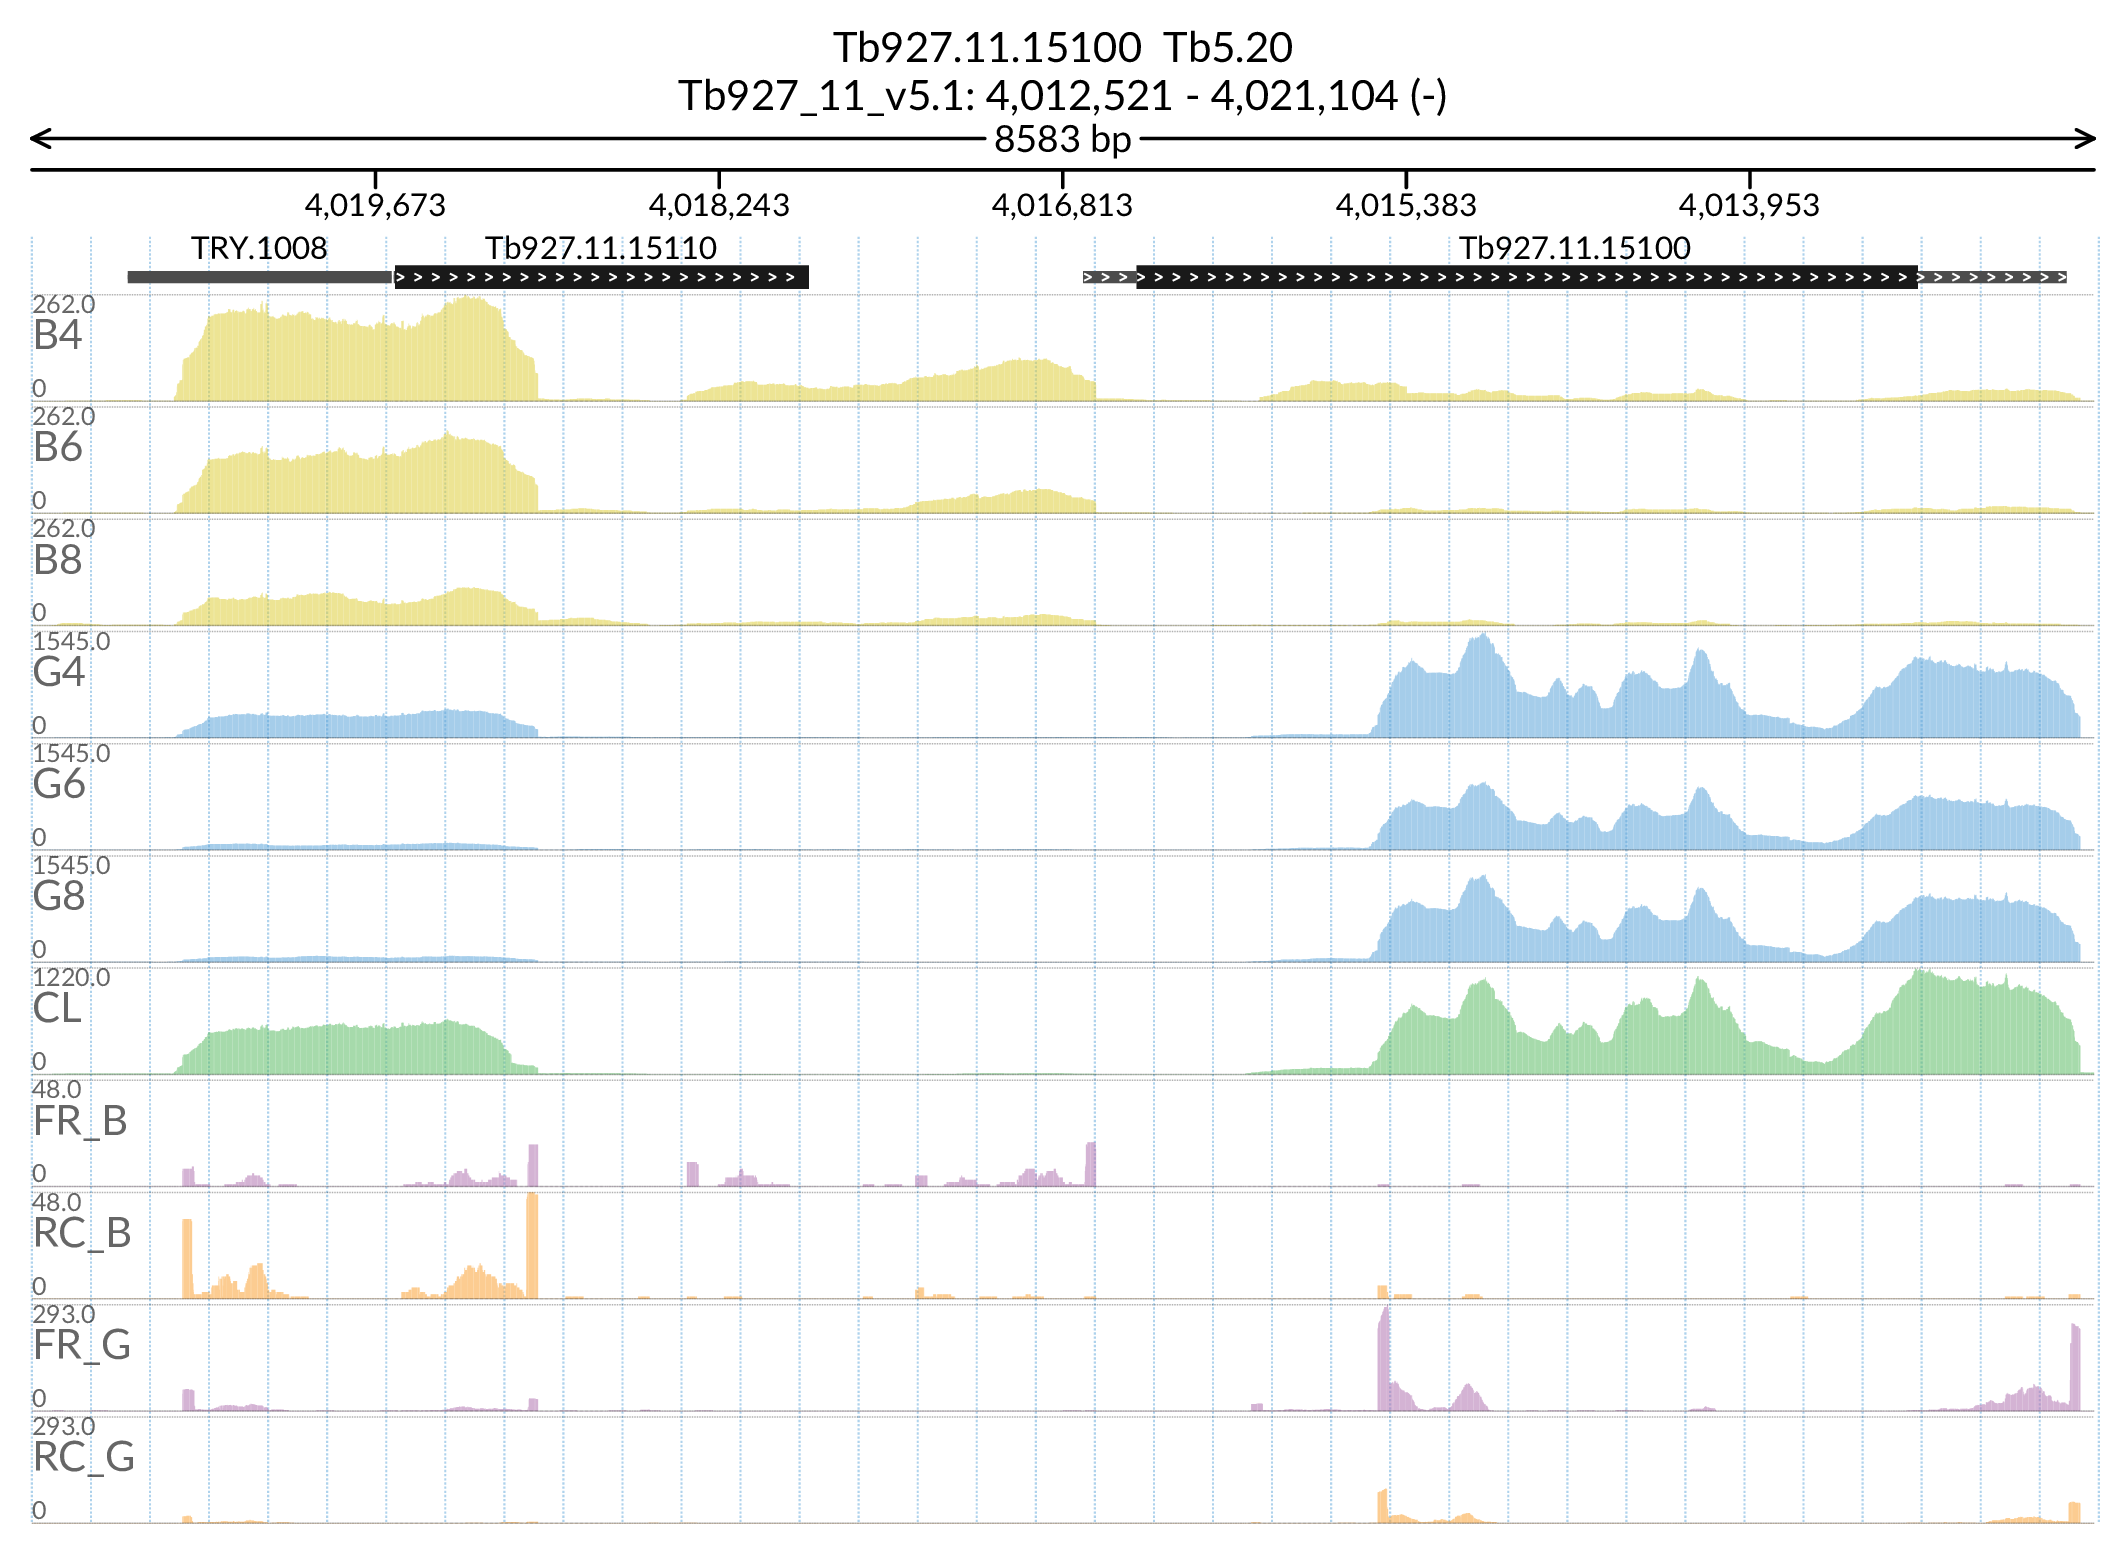 Tb927.11.15100  Tb5.20
Tb927_11_v5.1: 4,012,521 - 4,021,104 (-)
8583 bp
4,019,673 4,018,243 4,016,813 4,015,383 4,013,953
TRY.1008 Tb927.11.15110 Tb927.11.15100
262.0
B4
0
262.0
B6
0
262.0
B8
0
1545.0
G4
0
1545.0
G6
0
1545.0
G8
0
1220.0
CL
0
48.0
FR_B
0
48.0
RC_B
0
293.0
FR_G
0
293.0
RC_G
0